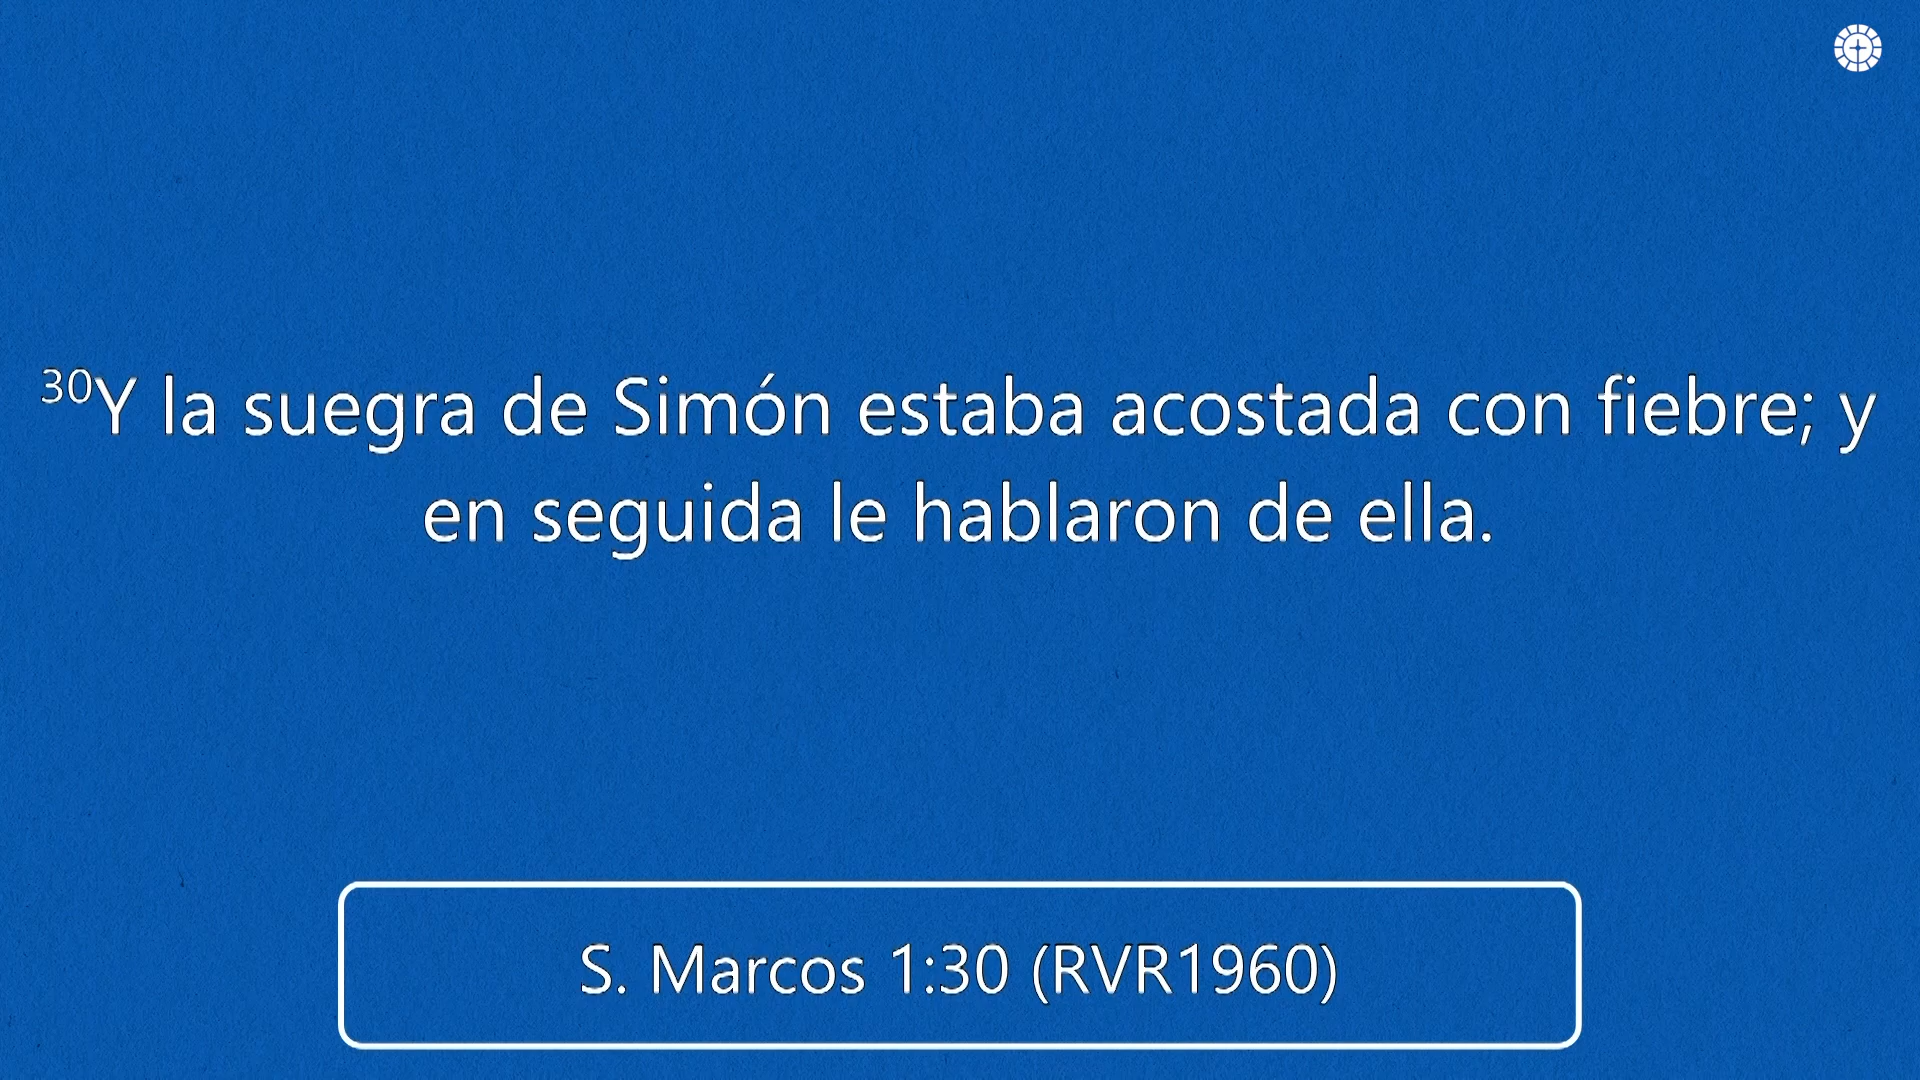 ³⁰Y la suegra de Simón estaba acostada con fiebre; y
en seguida le hablaron de ella.
S. Marcos 1:30 (RVR1960)